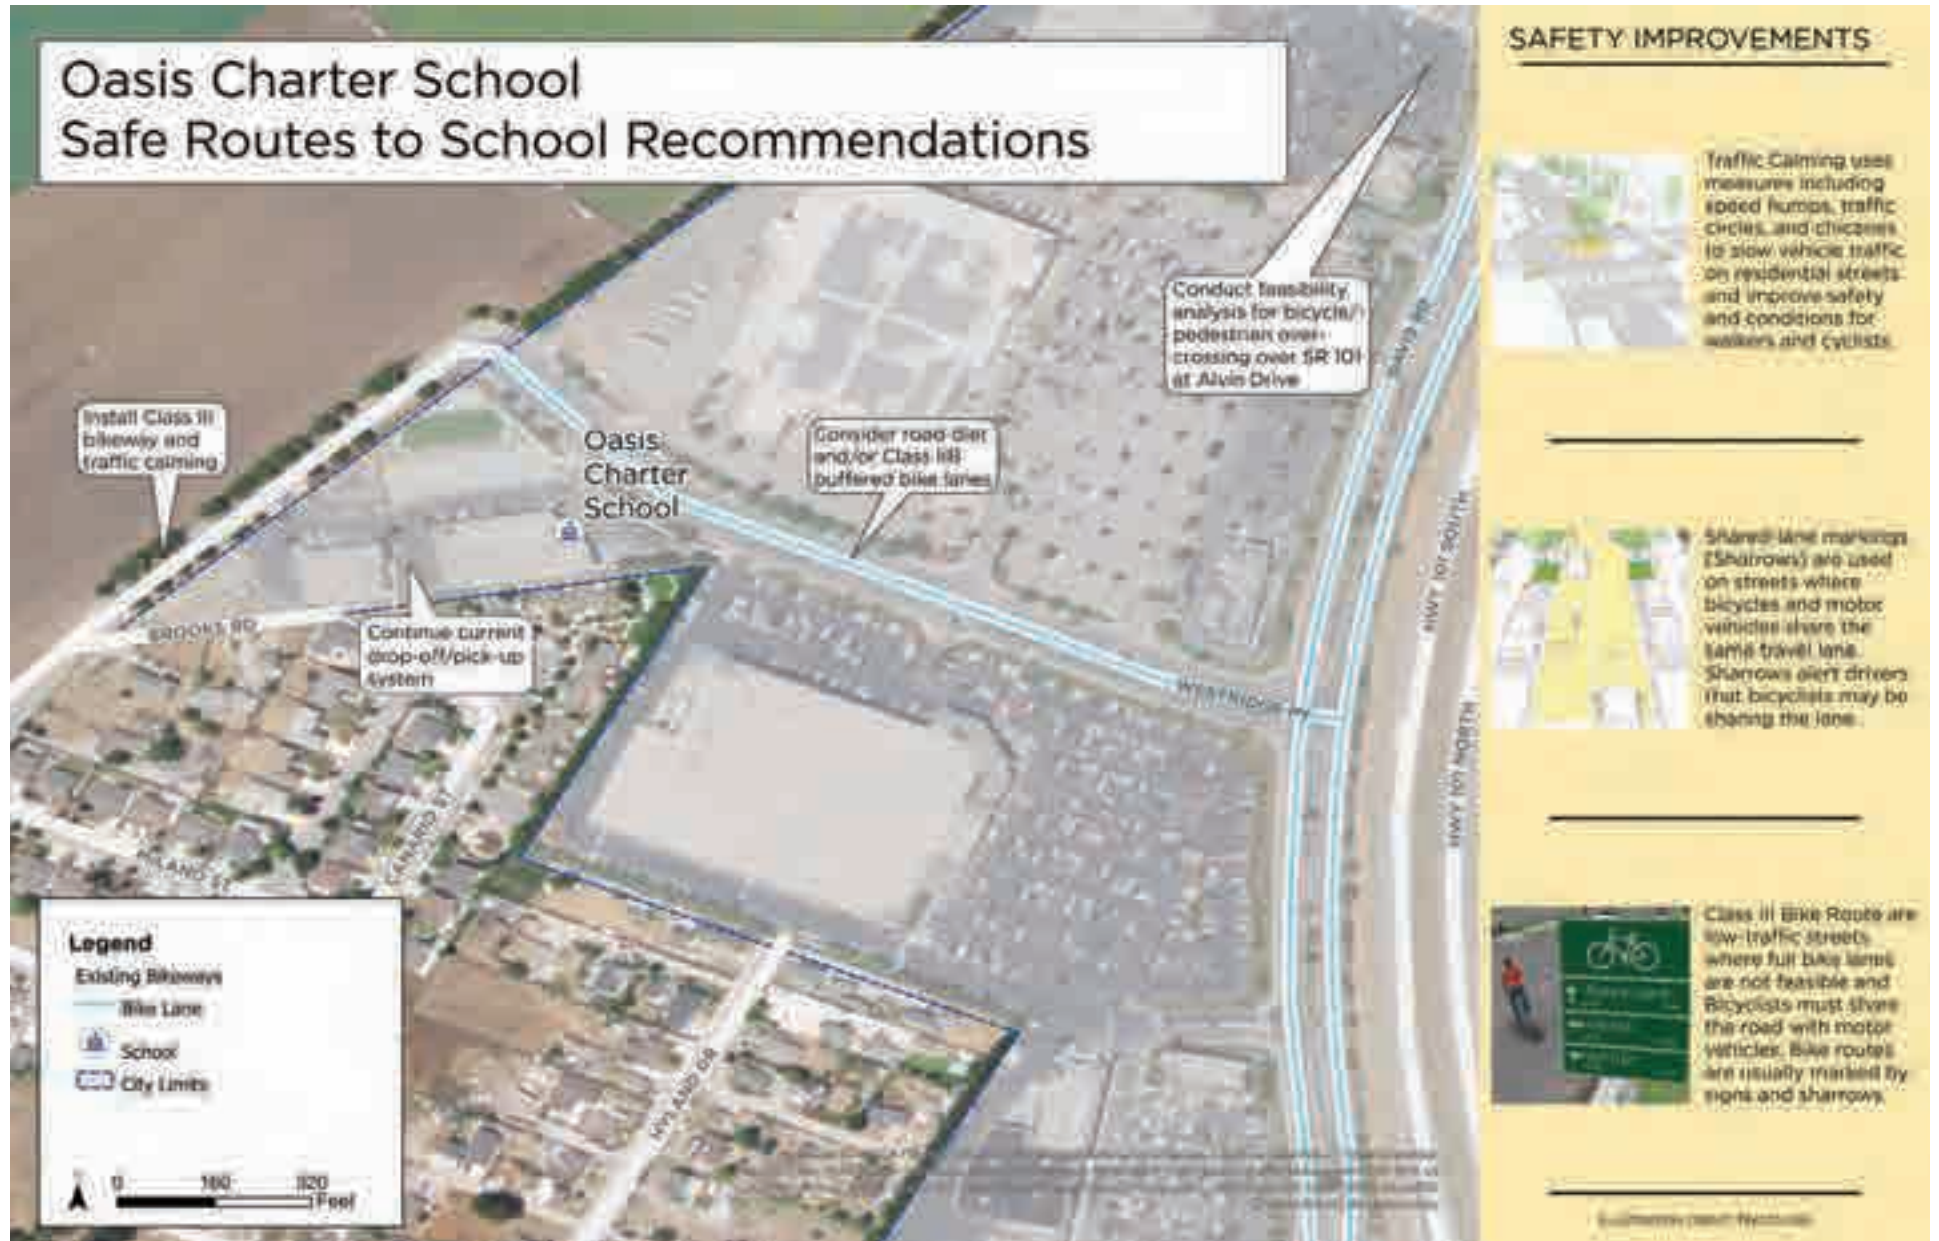 Oasis Charter School
Safe Routes to School Recommendations
SAFETY IMPROVEMENTS
Traffic Calming uses
measures including
speed humps, traffic
circles, and chicanes
to slow vehicle traffic
on residential streets
and improve safety
and conditions for
walkers and cyclists.
Shared-lane markings
(Sharrows) are used
on streets where
bicycles and motor
vehicles share the
same travel lane.
Sharrows alert drivers
that bicyclists may be
sharing the lane.
Class III Bike Route are
low-traffic streets
where full bike lanes
are not feasible and
Bicyclists must share
the road with motor
vehicles. Bike routes
are usually marked by
signs and sharrows.
Conduct feasibility
analysis for bicycle/
pedestrian over-
crossing over SR 101
at Alvin Drive
Install Class III
bikeway and
traffic calming
Oasis
Charter
School
Consider road diet
and/or Class IIB
buffered bike lanes
Continue current
drop-off/pick-up
system
BROOKS RD
DAVIS RD
HWY 101 SOUTH
HWY 101 NORTH
Legend
Existing Bikeways
Bike Lane
School
City Limits
0 160 320
Feet